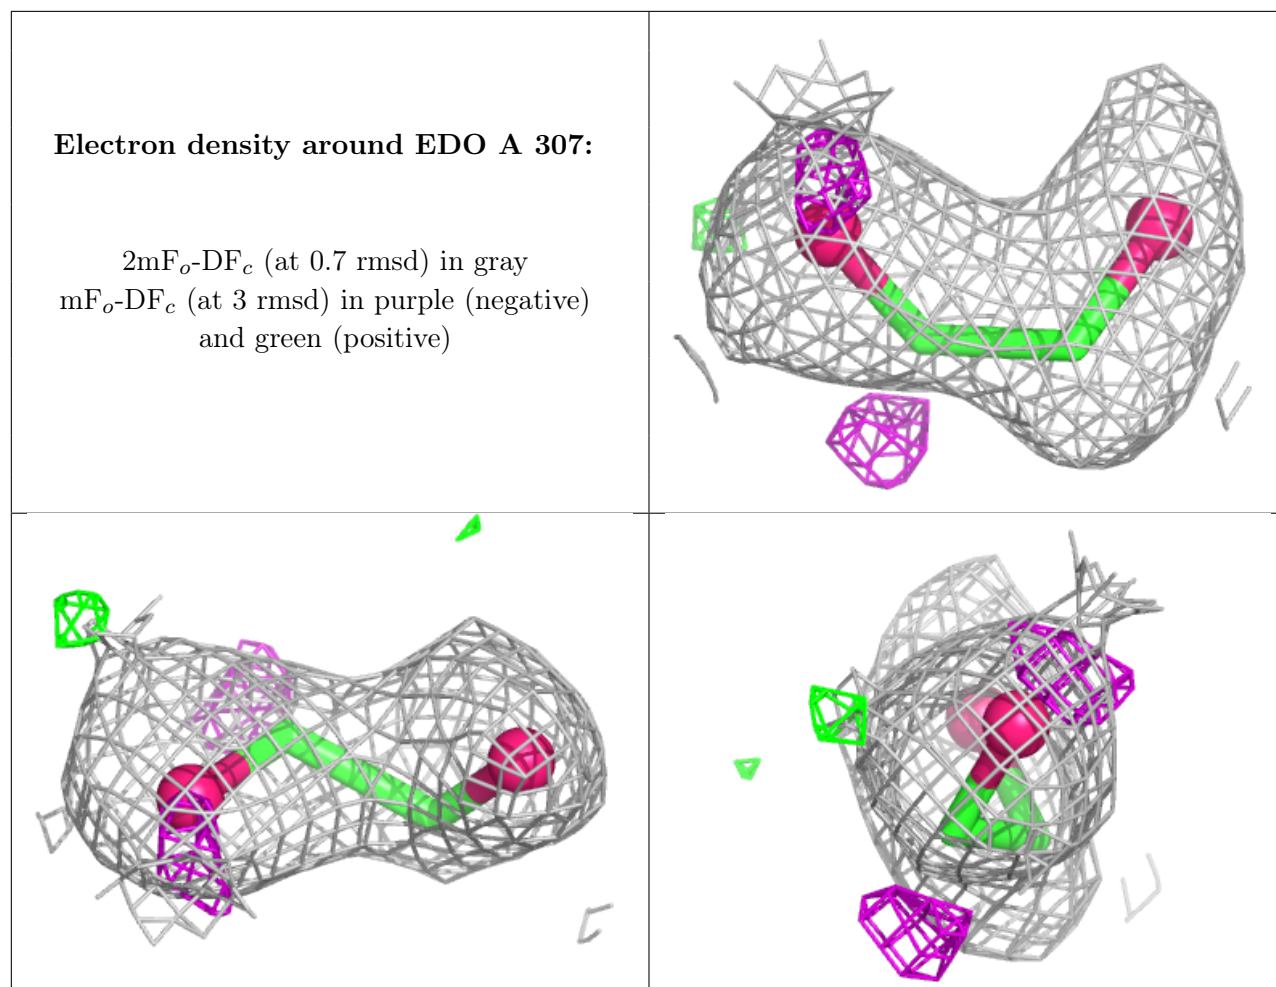 Electron density around EDO A 307:
2mFo-DFc (at 0.7 rmsd) in gray
mFo-DFc (at 3 rmsd) in purple (negative)
and green (positive)